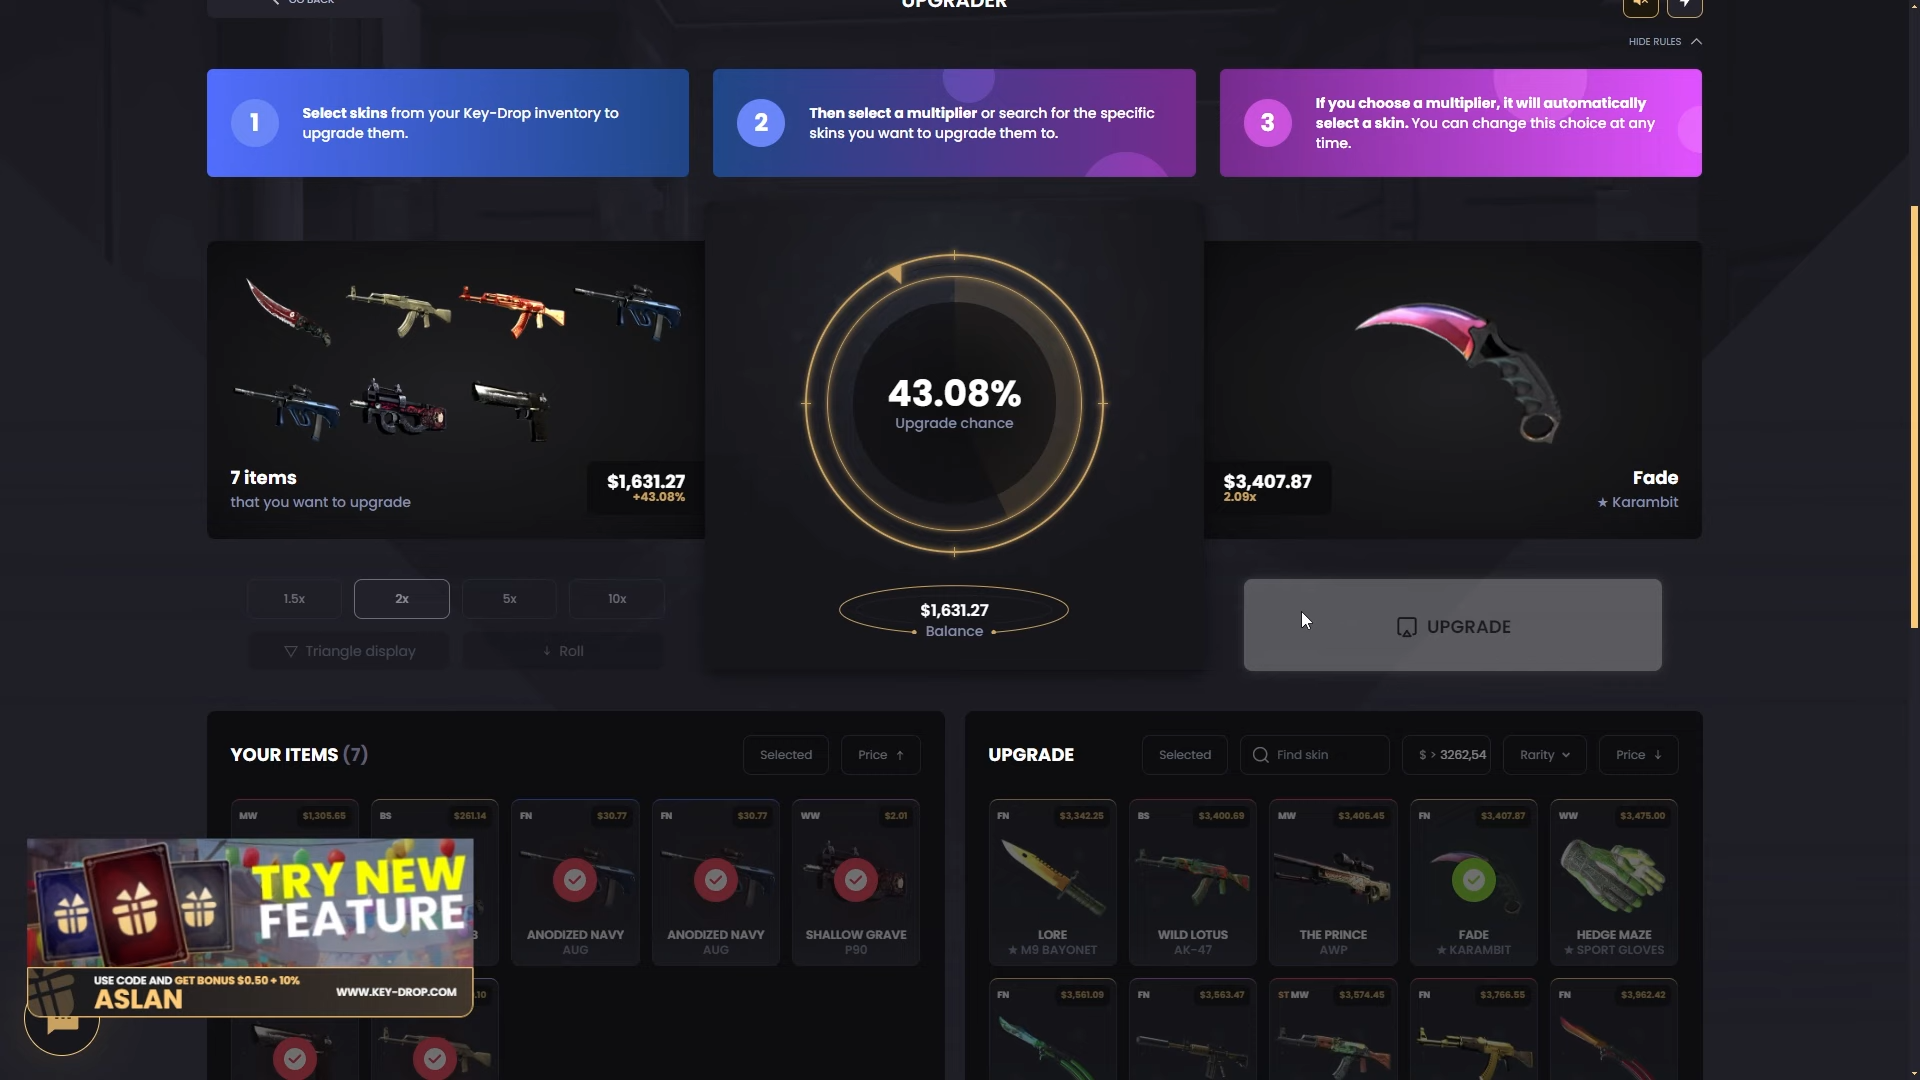 GO BACK
UPGRADER
HIDE RULES
1
Select skins from your Key-Drop inventory to
upgrade them.
2
Then select a multiplier or search for the specific
skins you want to upgrade them to.
3
If you choose a multiplier, it will automatically
select a skin. You can change this choice at any
time.
43.08%
Upgrade chance
7 items
that you want to upgrade
$1,631.27
+43.08%
$3,407.87
2.09x
Fade
★ Karambit
1.5x
2x
5x
10x
Triangle display
Roll
$1,631.27
Balance
UPGRADE
YOUR ITEMS (7)
Selected
Price
MW
$1,305.65
BS
$261.14
FN
$30.77
FN
$30.77
WW
$2.01
ANODIZED NAVY
AUG
ANODIZED NAVY
AUG
SHALLOW GRAVE
P90
.10
UPGRADE
Selected
Find skin
$ > 3262,54
Rarity
Price
FN
$3,342.25
BS
$3,400.69
MW
$3,406.45
FN
$3,407.87
WW
$3,475.00
LORE
★ M9 BAYONET
WILD LOTUS
AK-47
THE PRINCE
AWP
FADE
★ KARAMBIT
HEDGE MAZE
★ SPORT GLOVES
FN
$3,561.09
FN
$3,563.47
ST MW
$3,574.45
FN
$3,766.55
FN
$3,962.42
TRY NEW
FEATURE
USE CODE AND GET BONUS $0.50 + 10%
ASLAN
WWW.KEY-DROP.COM